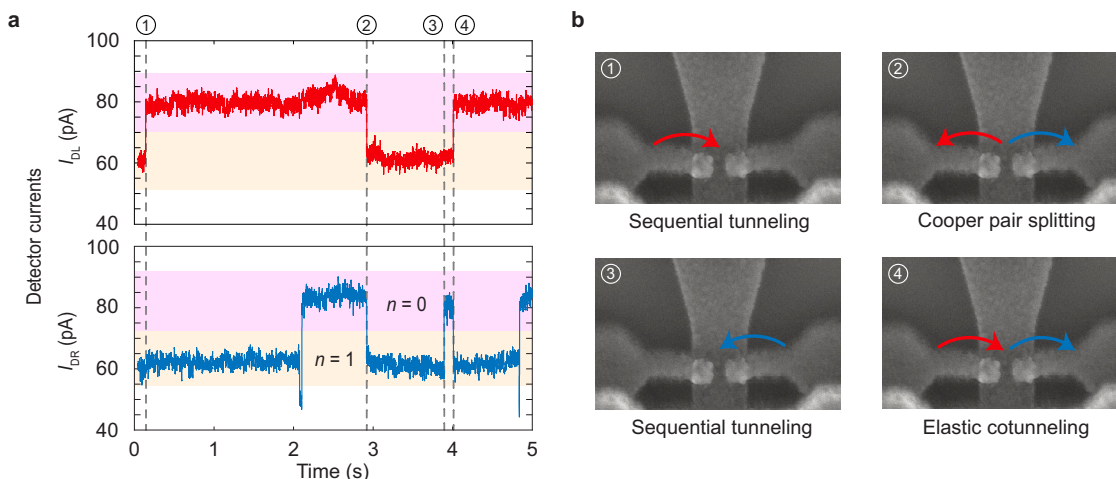 a
① ② ③ ④
100
80
60
40
I_DL (pA)
Detector currents
100
80
60
40
I_DR (pA)
n = 0
n = 1
0 1 2 3 4 5
Time (s)
b
①
Sequential tunneling
②
Cooper pair splitting
③
Sequential tunneling
④
Elastic cotunneling